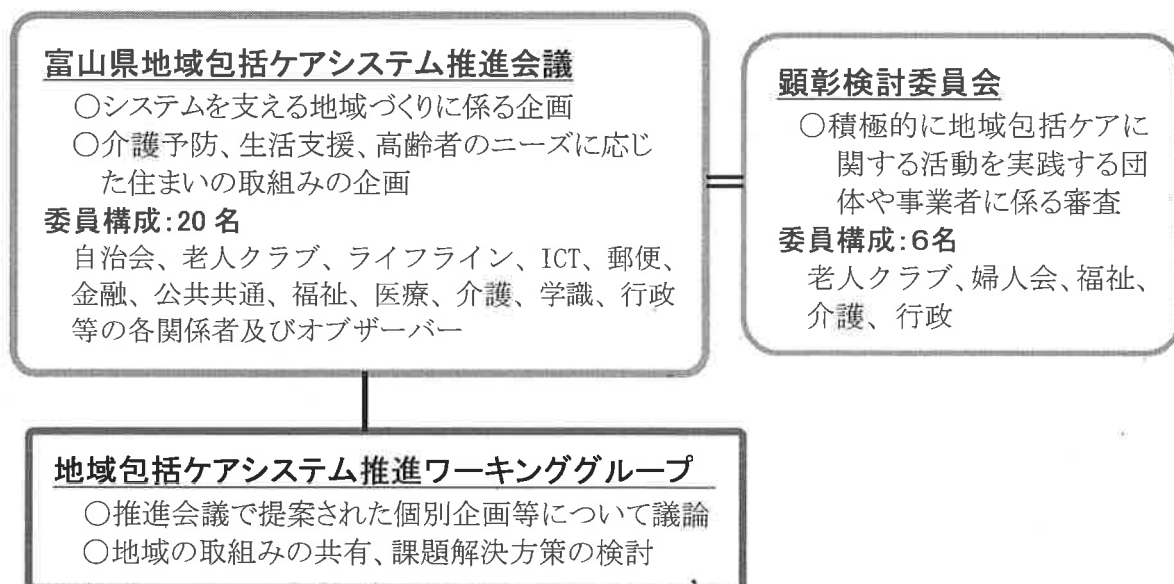 富山県地域包括ケアシステム推進会議
○システムを支える地域づくりに係る企画
○介護予防、生活支援、高齢者のニーズに応じ
た住まいの取組みの企画
委員構成:20 名
自治会、老人クラブ、ライフライン、ICT、郵便、
金融、公共共通、福祉、医療、介護、学識、行政
等の各関係者及びオブザーバー
顕彰検討委員会
○積極的に地域包括ケアに
関する活動を実践する団
体や事業者に係る審査
委員構成:6名
老人クラブ、婦人会、福祉、
介護、行政
地域包括ケアシステム推進ワーキンググループ
○推進会議で提案された個別企画等について議論
○地域の取組みの共有、課題解決方策の検討